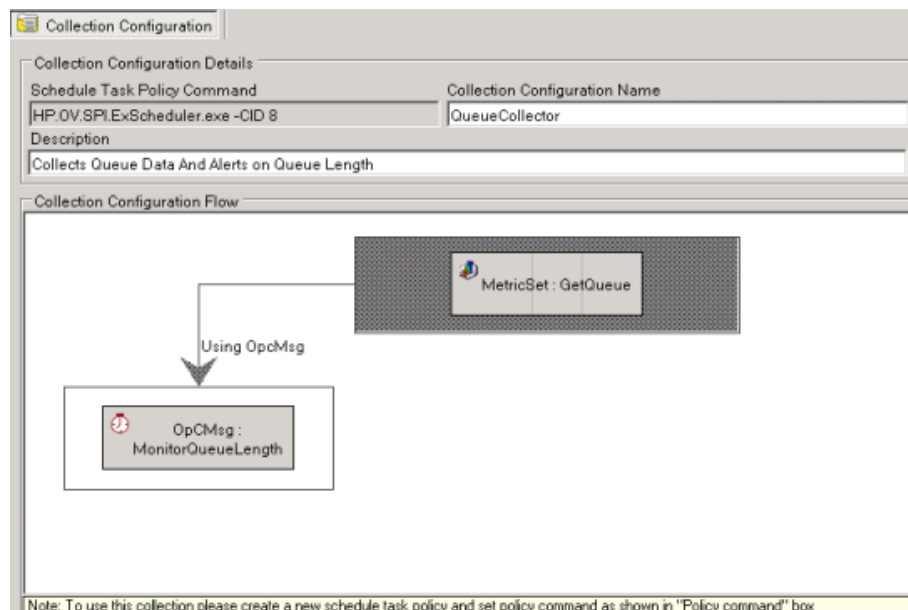 Collection Configuration
Collection Configuration Details
Schedule Task Policy Command
Collection Configuration Name
HP.OV.SPI.ExScheduler.exe -CID 8
QueueCollector
Description
Collects Queue Data And Alerts on Queue Length
Collection Configuration Flow
MetricSet : GetQueue
Using OpcMsg
OpCMsg :
MonitorQueueLength
Note: To use this collection please create a new schedule task policy and set policy command as shown in "Policy command" box